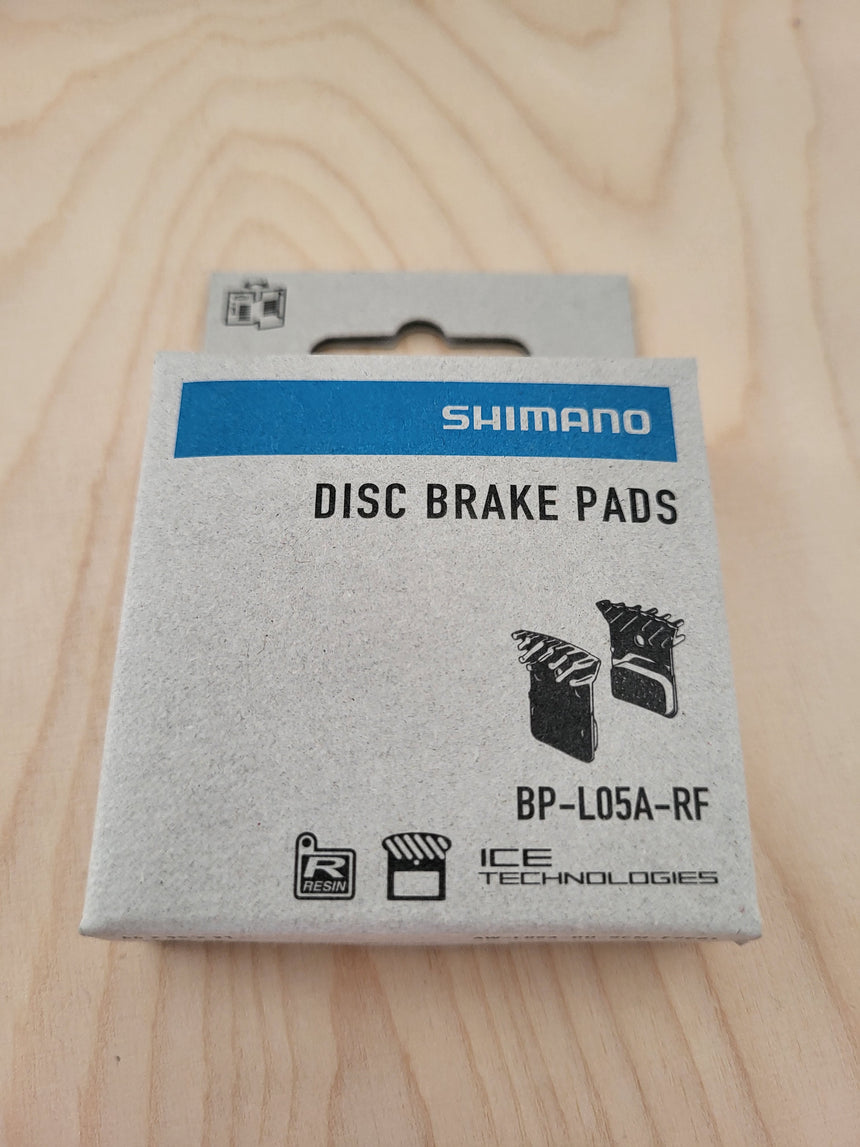 SHIMANO
DISC BRAKE PADS
BP-L05A-RF
R
RESIN
ICE
TECHNOLOGIES